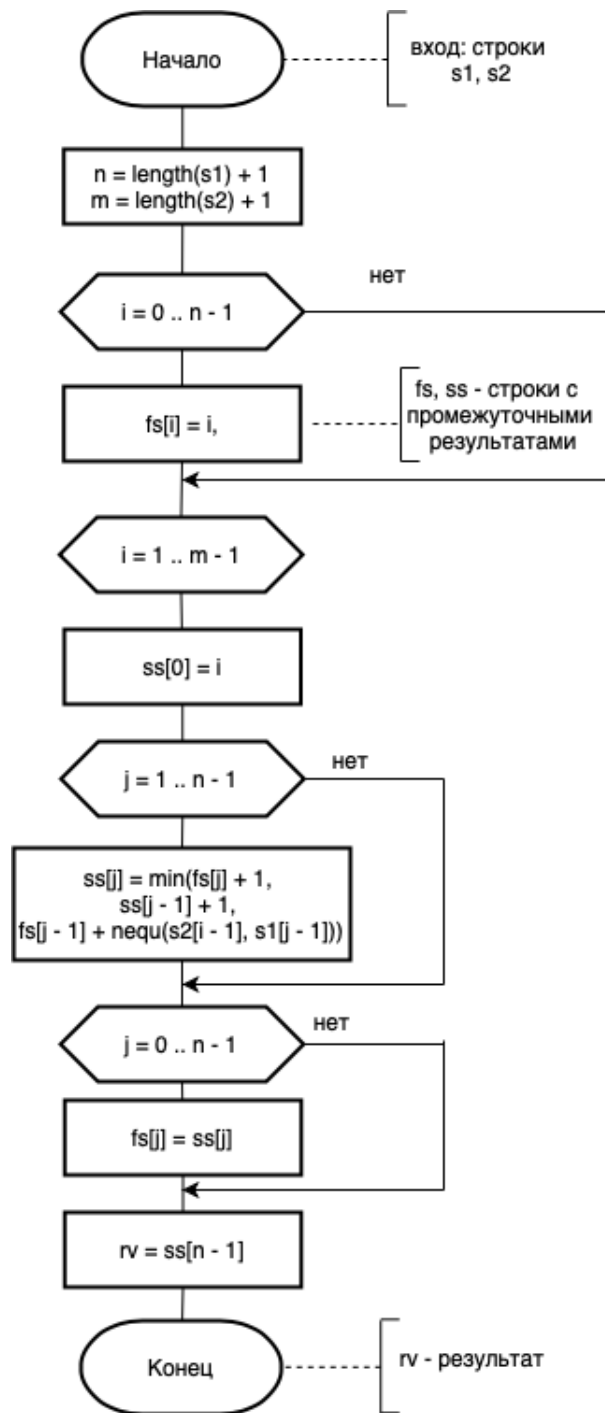 Начало
вход: строки
s1, s2
n = length(s1) + 1
m = length(s2) + 1
нет
i = 0 .. n - 1
fs[i] = i,
fs, ss - строки с
промежуточными
результатами
i = 1 .. m - 1
ss[0] = i
нет
j = 1 .. n - 1
ss[j] = min(fs[j] + 1,
ss[j - 1] + 1,
fs[j - 1] + nequ(s2[i - 1], s1[j - 1]))
нет
j = 0 .. n - 1
fs[j] = ss[j]
rv = ss[n - 1]
Конец
rv - результат